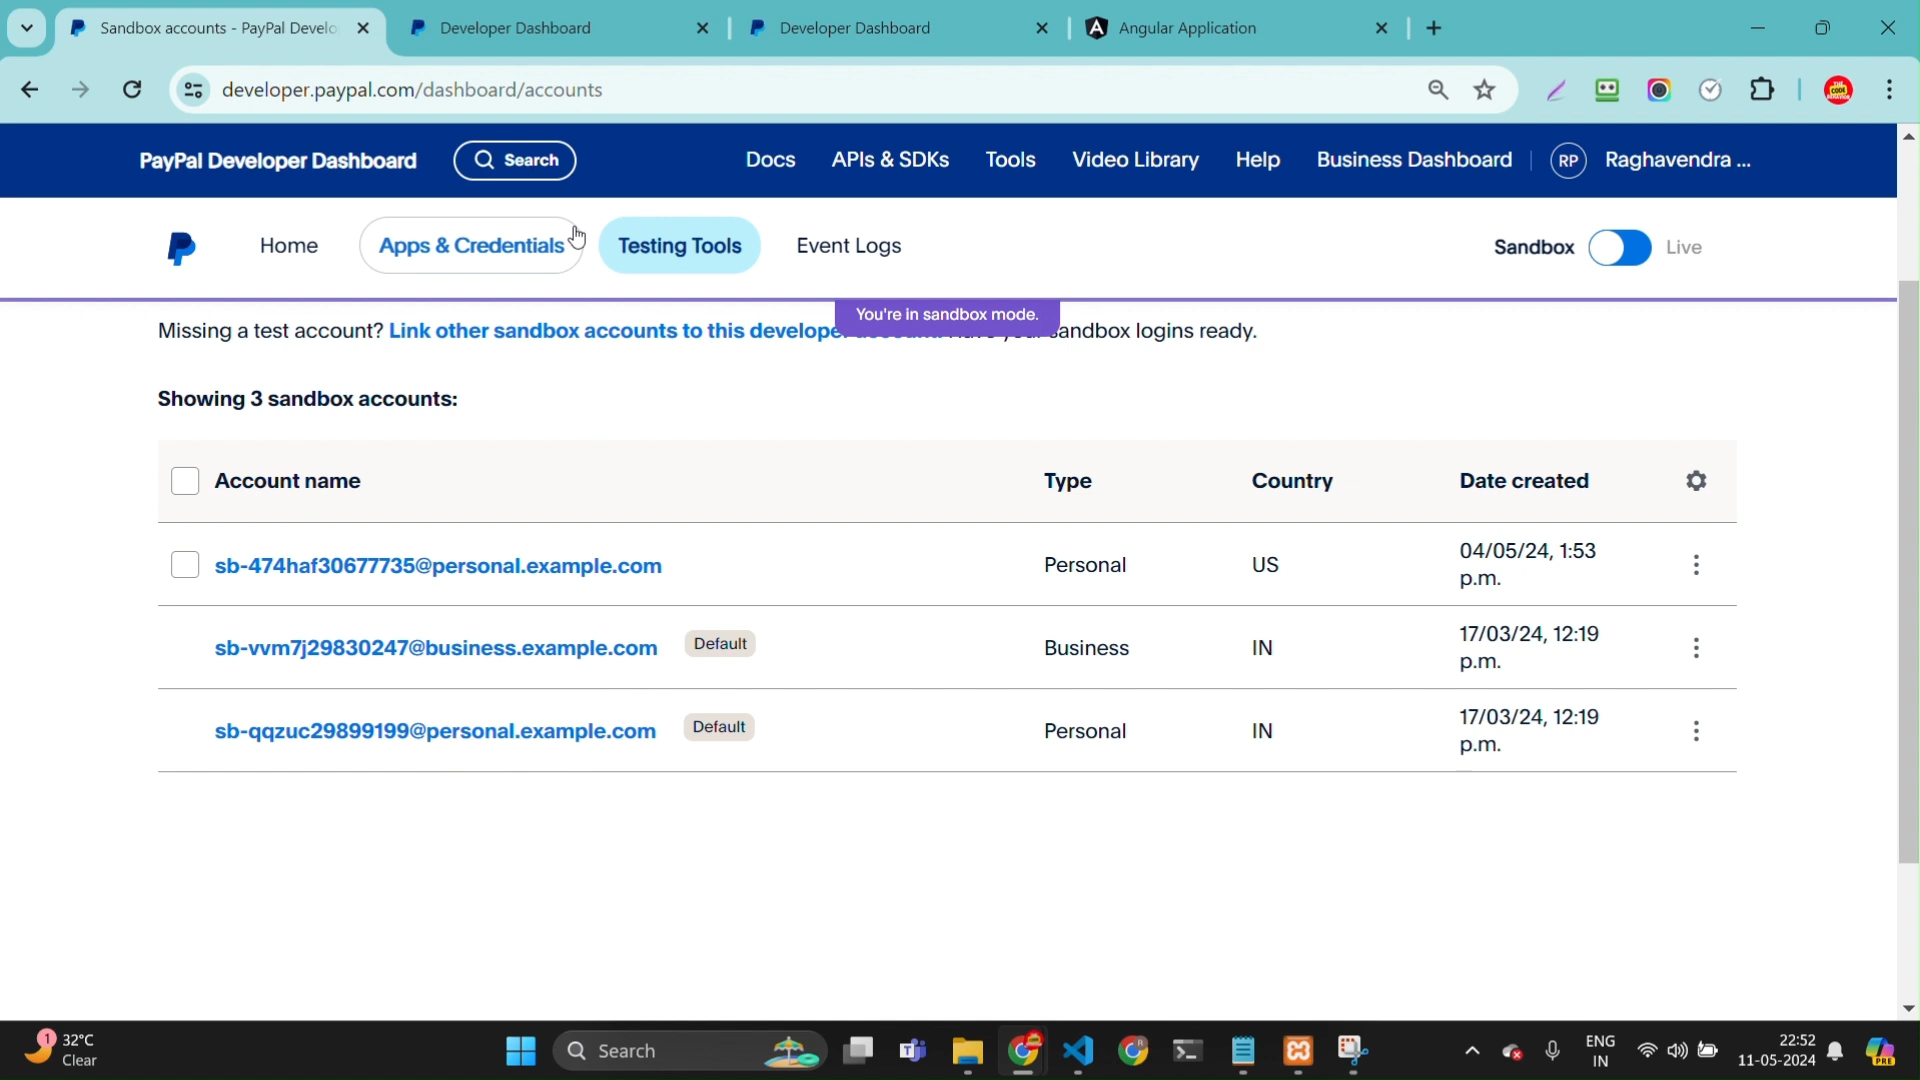 Sandbox accounts - PayPal Develo
Developer Dashboard
Developer Dashboard
Angular Application
developer.paypal.com/dashboard/accounts
PayPal Developer Dashboard
Search
Docs
APIs & SDKs
Tools
Video Library
Help
Business Dashboard
RP
Raghavendra ...
Home
Apps & Credentials
Testing Tools
Event Logs
Sandbox
Live
You're in sandbox mode.
Missing a test account? Link other sandbox accounts to this develope sandbox logins ready.
Showing 3 sandbox accounts:
Account name
Type
Country
Date created
sb-474haf30677735@personal.example.com
Personal
US
04/05/24, 1:53
p.m.
sb-vvm7j29830247@business.example.com
Default
Business
IN
17/03/24, 12:19
p.m.
sb-qqzuc29899199@personal.example.com
Default
Personal
IN
17/03/24, 12:19
p.m.
1
32°C
Clear
Search
ENG
IN
22:52
11-05-2024
PRE